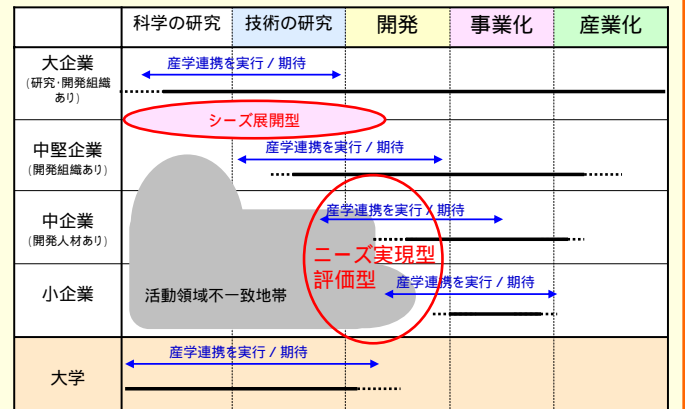 科学の研究 技術の研究 開発 事業化 産業化
大企業
(研究･開発組織
あり)
産学連携を実行 / 期待
シーズ展開型
中堅企業
(開発組織あり)
産学連携を実行 / 期待
中企業
(開発人材あり)
産学連携を実行 / 期待
ニーズ実現型
評価型
小企業
活動領域不一致地帯
産学連携を実行 / 期待
大学
産学連携を実行 / 期待